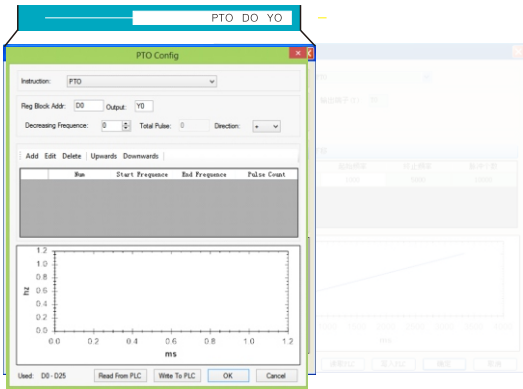 PTO DO YO
PTO Config
Instruction: PTO
Reg Block Addr: D0 Output: Y0
Decreasing Frequence: 0 Total Pulse: 0 Direction: +
Add Edit Delete Upwards Downwards
Num Start Frequence End Frequence Pulse Count
1.2
1.0
0.8
0.6
0.4
0.2
0.0
hz
0.0 0.2 0.4 0.6 0.8 1.0 1.2
ms
Used: D0 - D25 Read From PLC Write To PLC OK Cancel